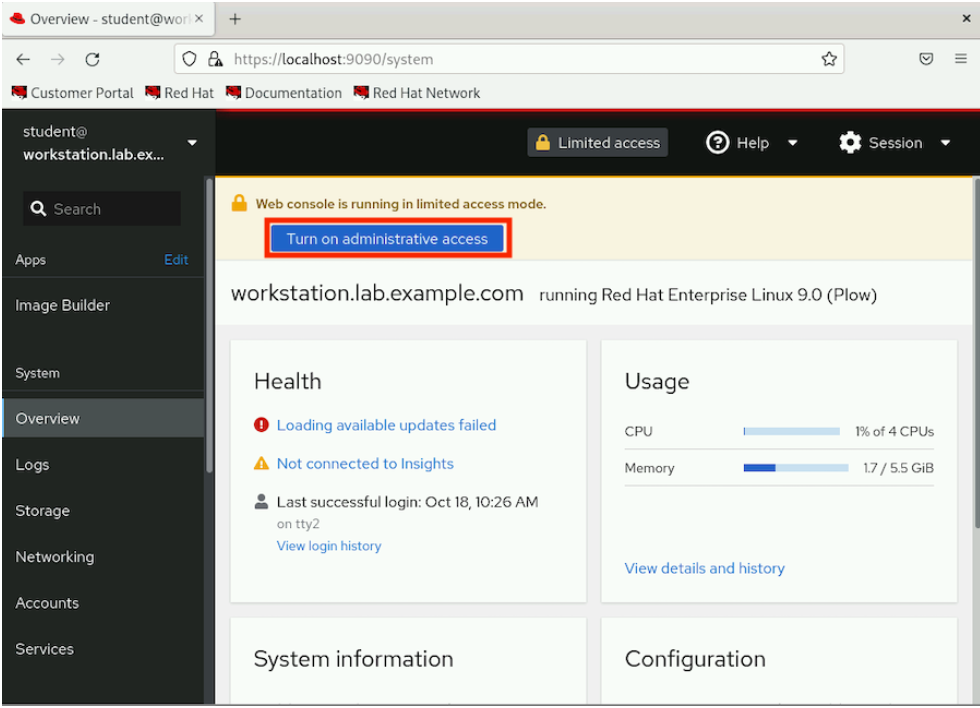 Overview - student@wor
https://localhost:9090/system
Customer Portal Red Hat Documentation Red Hat Network
student@
workstation.lab.ex...
Limited access Help Session
Search
Web console is running in limited access mode.
Turn on administrative access
Apps Edit
Image Builder
System
Overview
Logs
Storage
Networking
Accounts
Services
workstation.lab.example.com running Red Hat Enterprise Linux 9.0 (Plow)
Health
Loading available updates failed
Not connected to Insights
Last successful login: Oct 18, 10:26 AM
on tty2
View login history
Usage
CPU 1% of 4 CPUs
Memory 1.7 / 5.5 GiB
View details and history
System information
Configuration